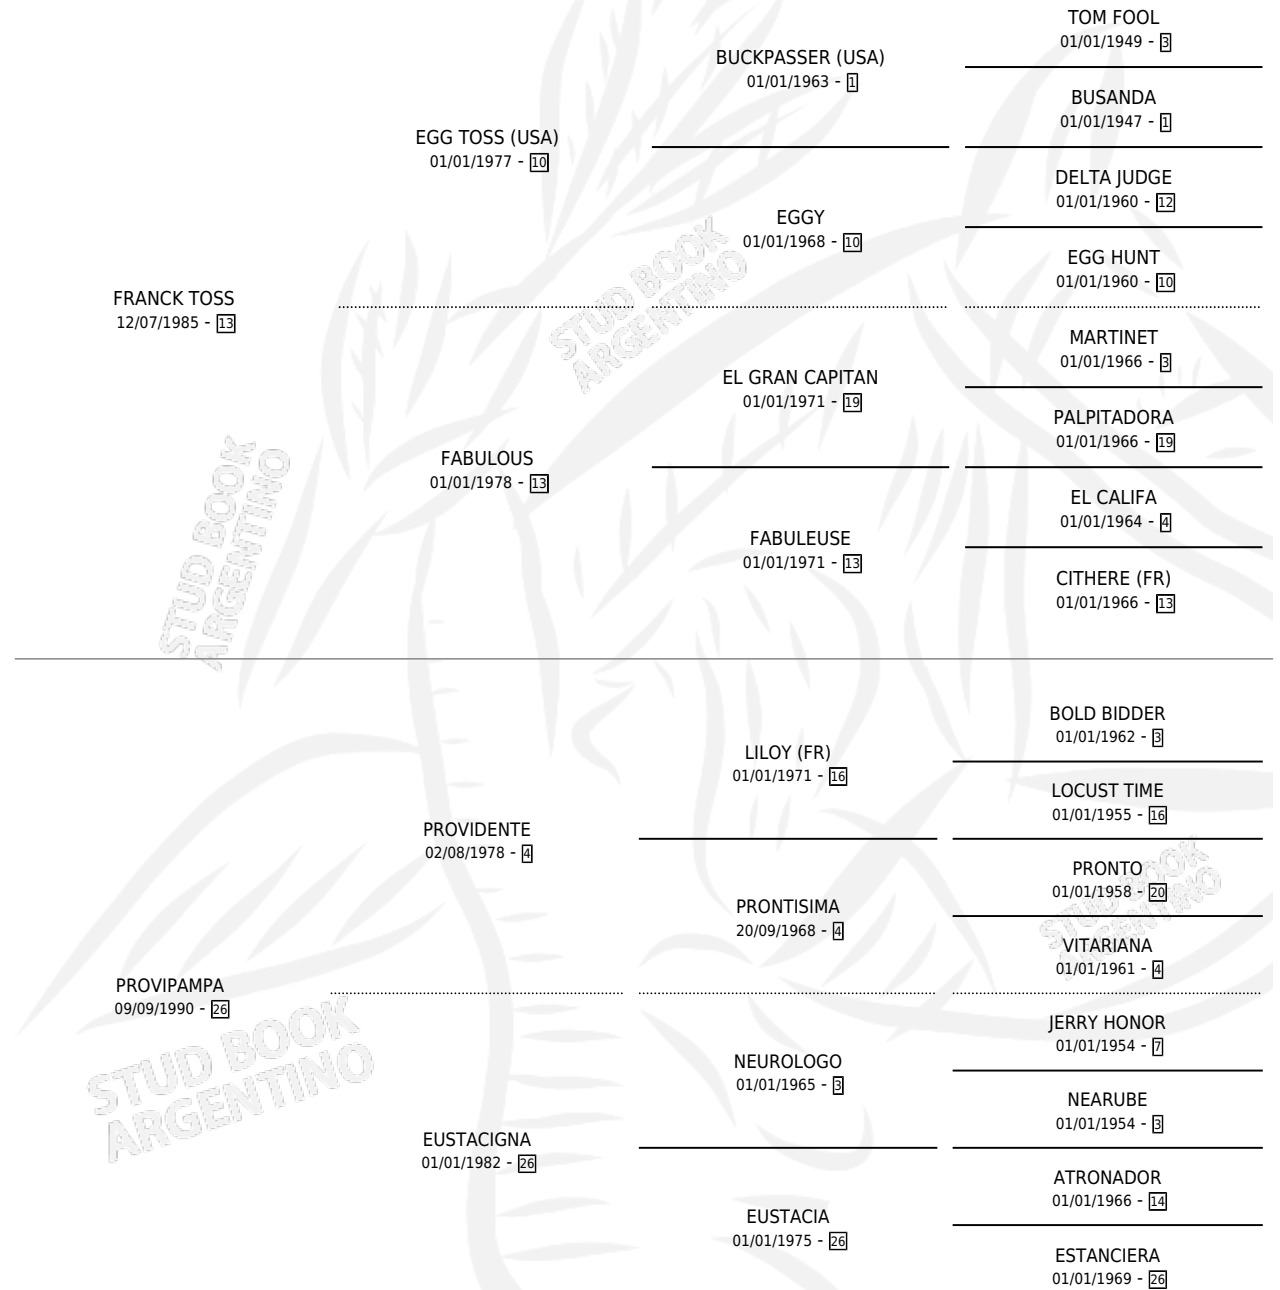 TOM FOOL
01/01/1949 - 3
BUCKPASSER (USA)
01/01/1963 - 1
BUSANDA
01/01/1947 - 1
EGG TOSS (USA)
01/01/1977 - 10
DELTA JUDGE
01/01/1960 - 12
EGGY
01/01/1968 - 10
EGG HUNT
01/01/1960 - 10
FRANCK TOSS
12/07/1985 - 13
MARTINET
01/01/1966 - 3
EL GRAN CAPITAN
01/01/1971 - 19
PALPITADORA
01/01/1966 - 19
FABULOUS
01/01/1978 - 13
EL CALIFA
01/01/1964 - 4
FABULEUSE
01/01/1971 - 13
CITHERE (FR)
01/01/1966 - 13
BOLD BIDDER
01/01/1962 - 3
LILOY (FR)
01/01/1971 - 16
LOCUST TIME
01/01/1955 - 16
PROVIDENTE
02/08/1978 - 4
PRONTO
01/01/1958 - 20
PRONTISIMA
20/09/1968 - 4
VITARIANA
01/01/1961 - 4
PROVIPAMPA
09/09/1990 - 26
JERRY HONOR
01/01/1954 - 7
NEUROLOGO
01/01/1965 - 3
NEARUBE
01/01/1954 - 3
EUSTACIGNA
01/01/1982 - 26
ATRONADOR
01/01/1966 - 14
EUSTACIA
01/01/1975 - 26
ESTANCIERA
01/01/1969 - 26
STUD BOOK
ARGENTINO
STUD BOOK
ARGENTINO
STUD BOOK
ARGENTINO
STUD BOOK
ARGENTINO